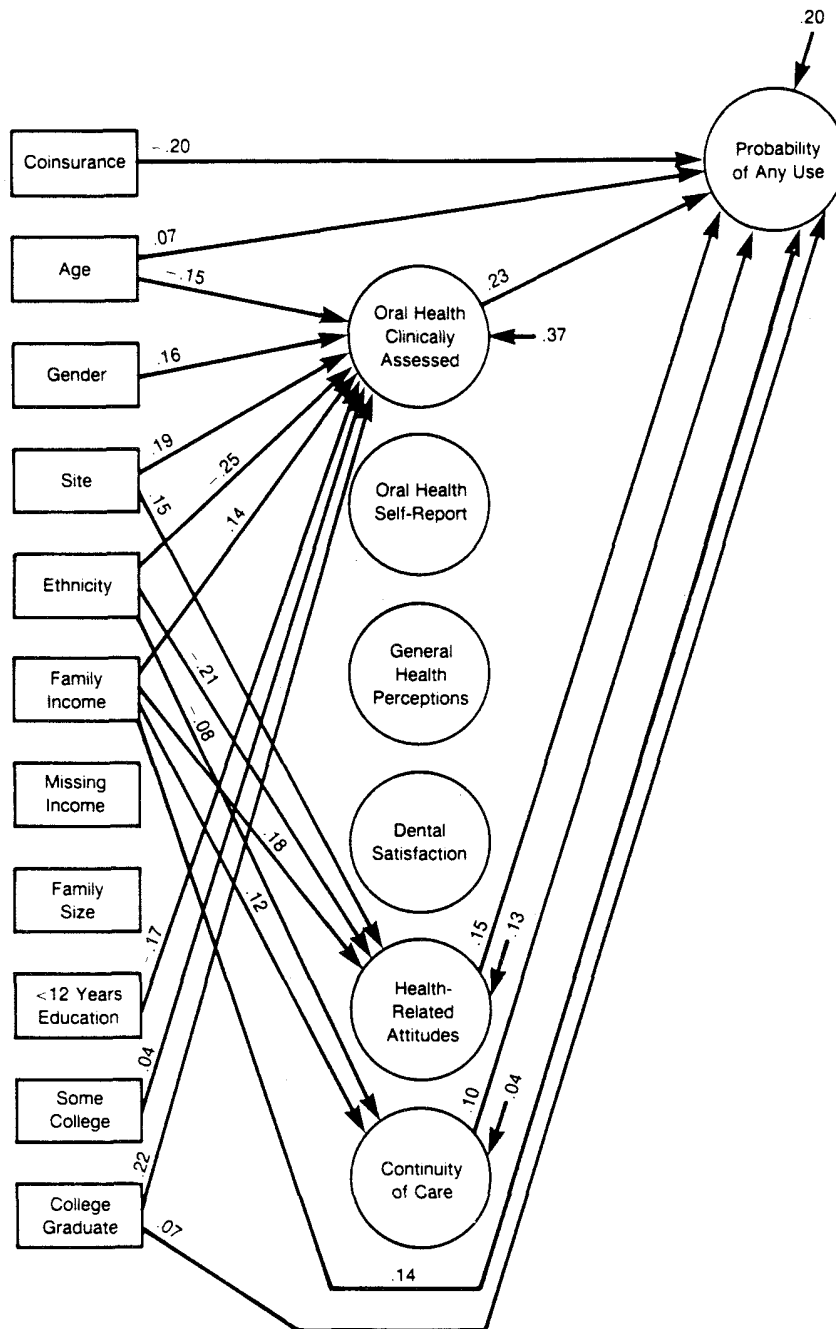 .20
Coinsurance
-.20
Probability
of Any Use
Age
.07
-.15
.23
Oral Health
Clinically
Assessed
.37
Gender
.16
Site
.19
.15
-.25
.14
Oral Health
Self-Report
Ethnicity
-.21
-.08
Family
Income
.18
.12
General
Health
Perceptions
Missing
Income
Dental
Satisfaction
Family
Size
-.17
<12 Years
Education
.04
Health-
Related
Attitudes
.15
.13
Some
College
.22
.10
.04
College
Graduate
.07
Continuity
of Care
.14